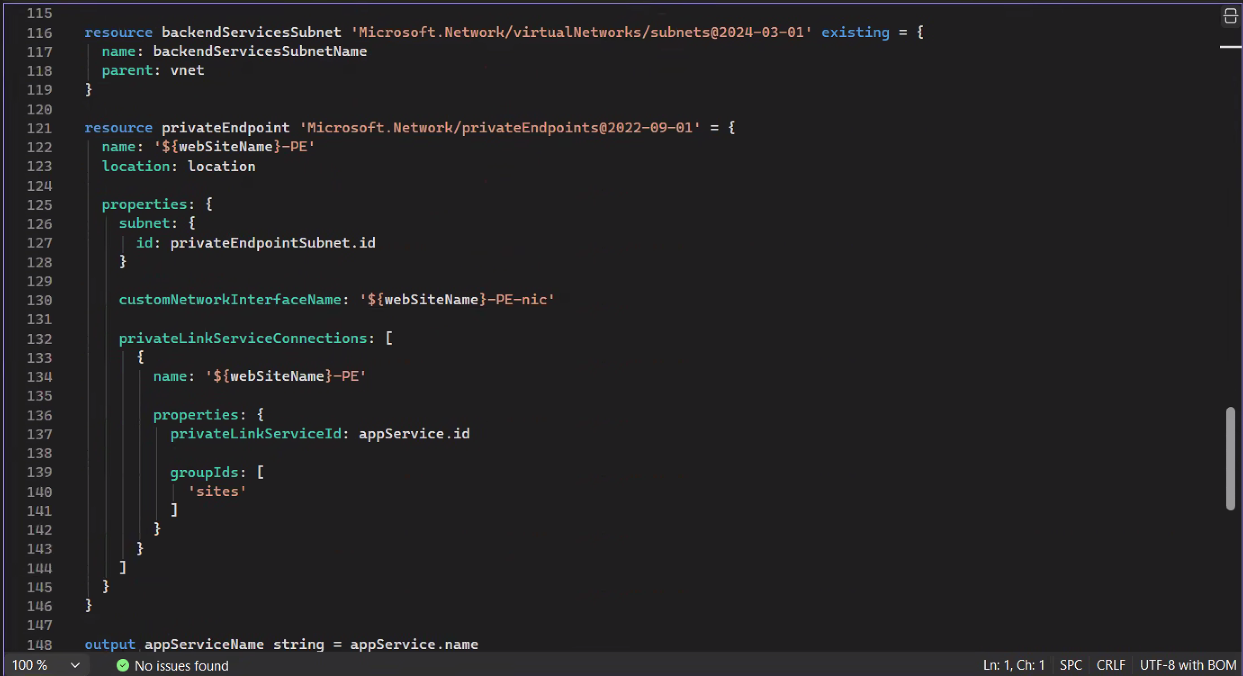 115
116 resource backendServicesSubnet 'Microsoft.Network/virtualNetworks/subnets@2024-03-01' existing = {
117 name: backendServicesSubnetName
118 parent: vnet
119 }
120
121 resource privateEndpoint 'Microsoft.Network/privateEndpoints@2022-09-01' = {
122 name: '${webSiteName}-PE'
123 location: location
124
125 properties: {
126 subnet: {
127 id: privateEndpointSubnet.id
128 }
129
130 customNetworkInterfaceName: '${webSiteName}-PE-nic'
131
132 privateLinkServiceConnections: [
133 {
134 name: '${webSiteName}-PE'
135
136 properties: {
137 privateLinkServiceId: appService.id
138
139 groupIds: [
140 'sites'
141 ]
142 }
143 }
144 ]
145 }
146 }
147
148 output appServiceName string = appService.name
100 % No issues found Ln: 1, Ch: 1 SPC CRLF UTF-8 with BOM